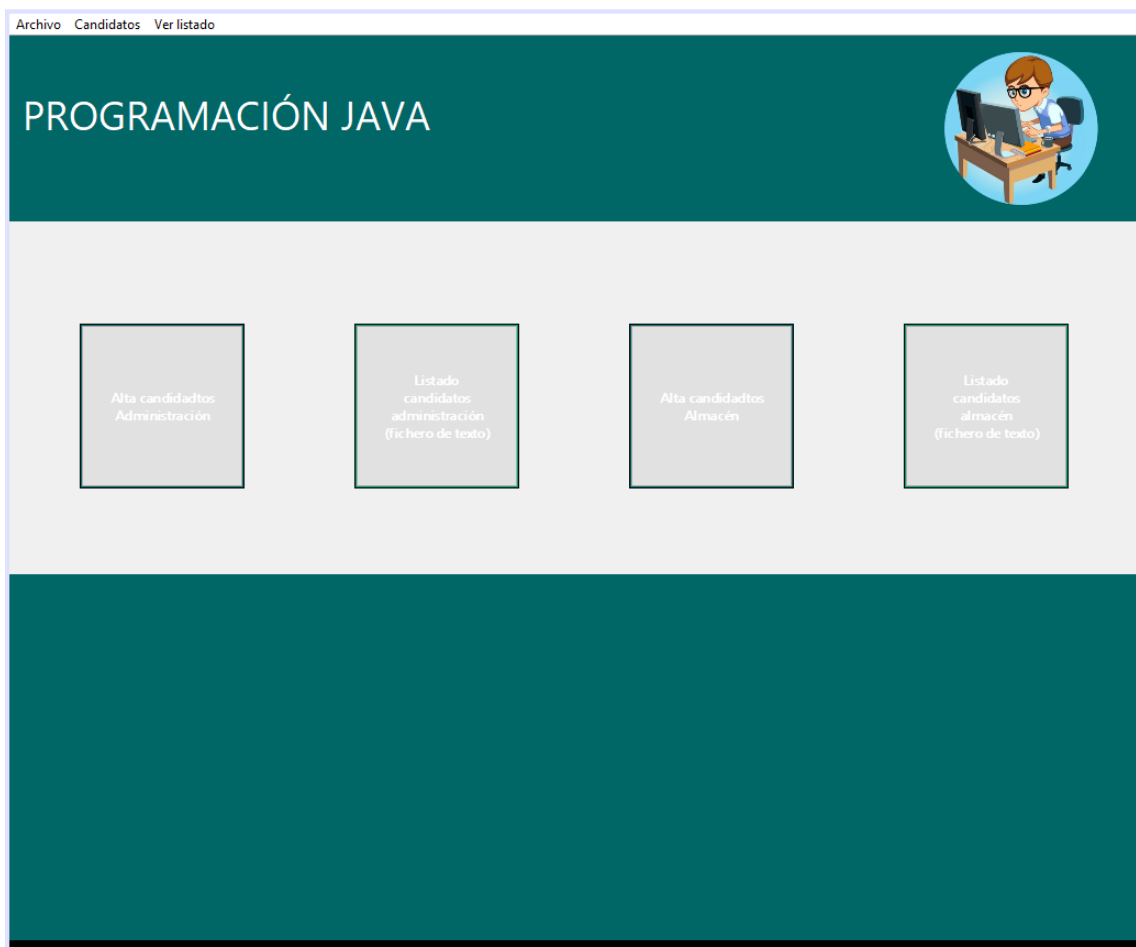 Archivo Candidatos Ver listado
PROGRAMACIÓN JAVA
Alta candidadtos
Administración
Listado
candidatos
administración
(fichero de texto)
Alta candidadtos
Almacén
Listado
candidatos
almacén
(fichero de texto)